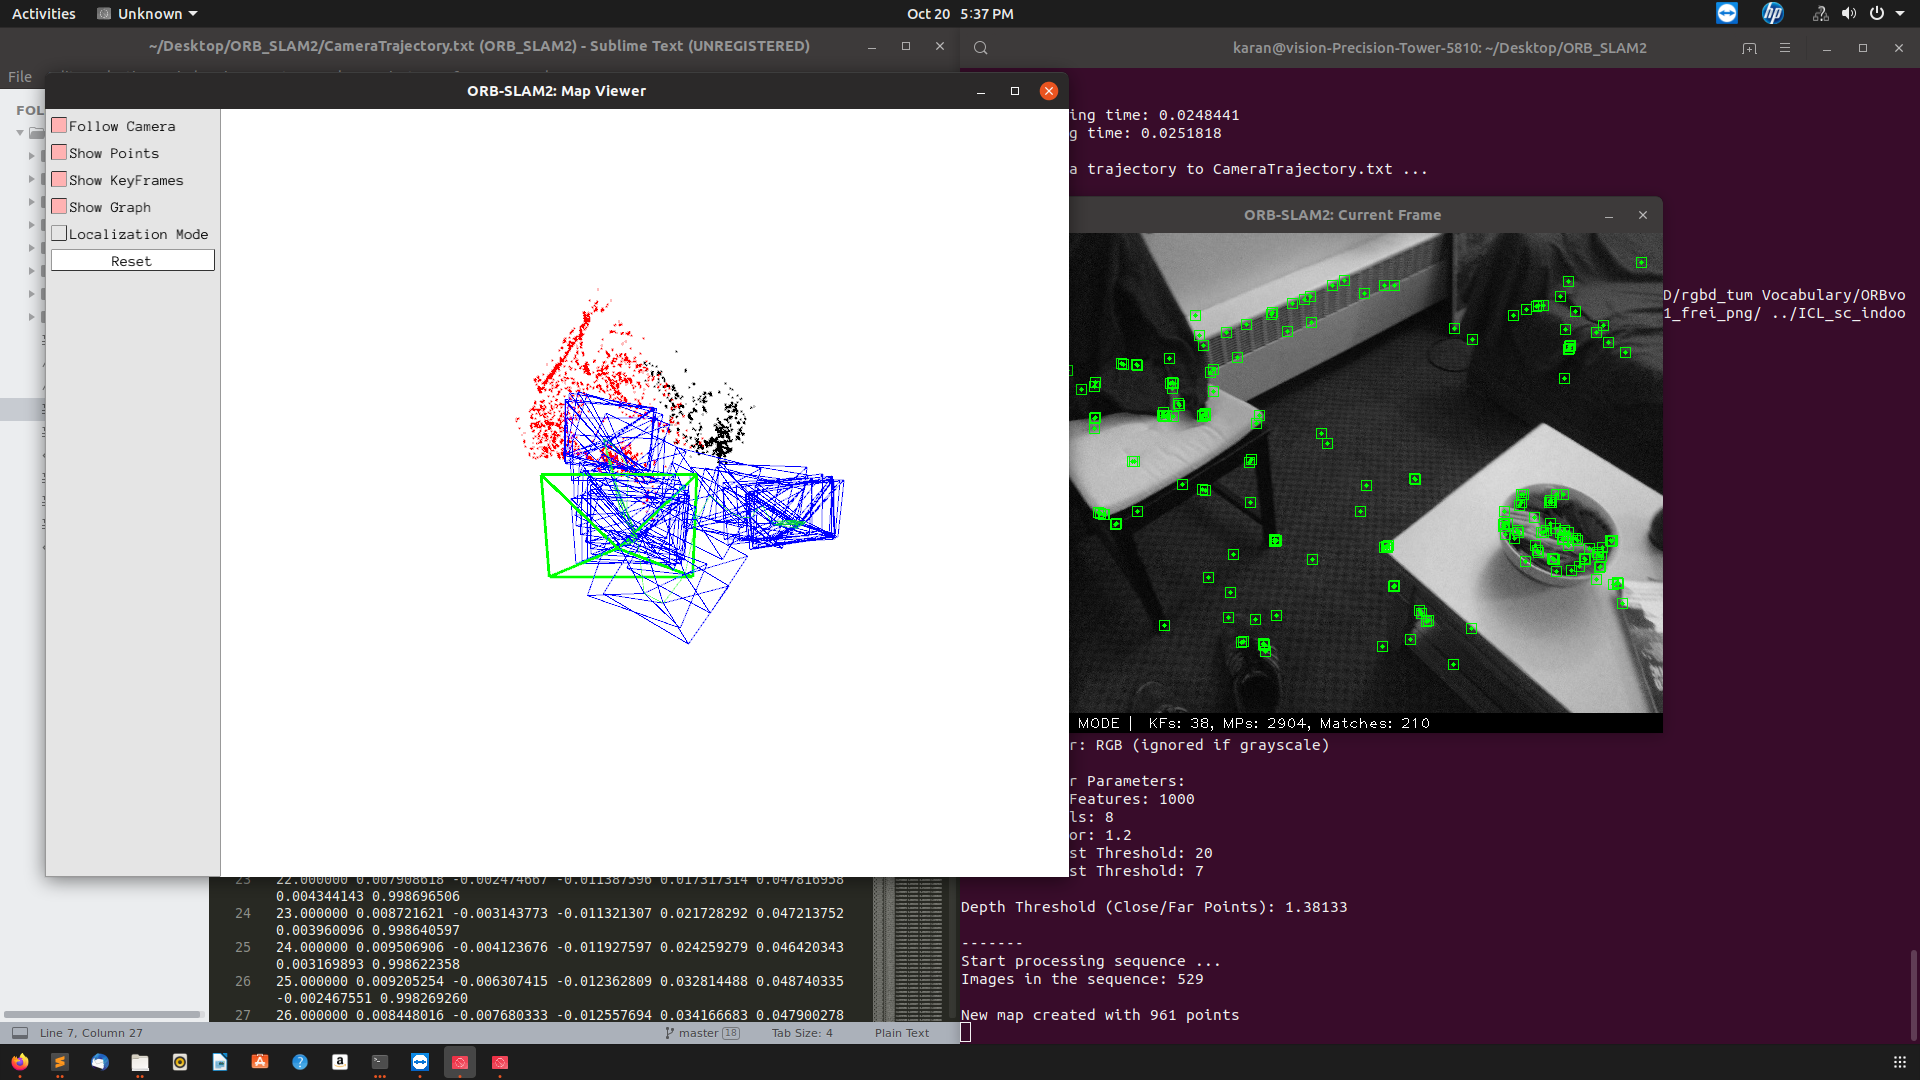 Activities
Unknown
Oct 20 5:37 PM
~/Desktop/ORB_SLAM2/CameraTrajectory.txt (ORB_SLAM2) - Sublime Text (UNREGISTERED)
File
FOL
ORB-SLAM2: Map Viewer
Follow Camera
Show Points
Show KeyFrames
Show Graph
Localization Mode
Reset
karan@vision-Precision-Tower-5810: ~/Desktop/ORB_SLAM2
ing time: 0.0248441
g time: 0.0251818
a trajectory to CameraTrajectory.txt ...
D/rgbd_tum Vocabulary/ORBvo
1_frei_png/ ../ICL_sc_indoo
ORB-SLAM2: Current Frame
MODE | KFs: 38, MPs: 2904, Matches: 210
r: RGB (ignored if grayscale)
r Parameters:
Features: 1000
ls: 8
or: 1.2
st Threshold: 20
st Threshold: 7
Depth Threshold (Close/Far Points): 1.38133
-------
Start processing sequence ...
Images in the sequence: 529
New map created with 961 points
23 22.000000 0.007908618 -0.002474667 -0.011387596 0.017317314 0.047816958
0.004344143 0.998696506
24 23.000000 0.008721621 -0.003143773 -0.011321307 0.021728292 0.047213752
0.003960096 0.998640597
25 24.000000 0.009506906 -0.004123676 -0.011927597 0.024259279 0.046420343
0.003169893 0.998622358
26 25.000000 0.009205254 -0.006307415 -0.012362809 0.032814488 0.048740335
-0.002467551 0.998269260
27 26.000000 0.008448016 -0.007680333 -0.012557694 0.034166683 0.047900278
Line 7, Column 27
master 18
Tab Size: 4
Plain Text